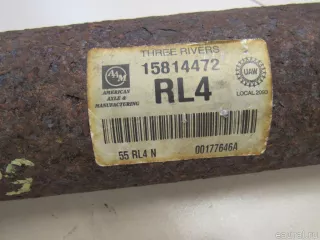 THREE RIVERS
15814472
RL4
AAM
AMERICAN
AXLE &
MANUFACTURING
UAW
LOCAL 2093
55 RL4 N 00177646A